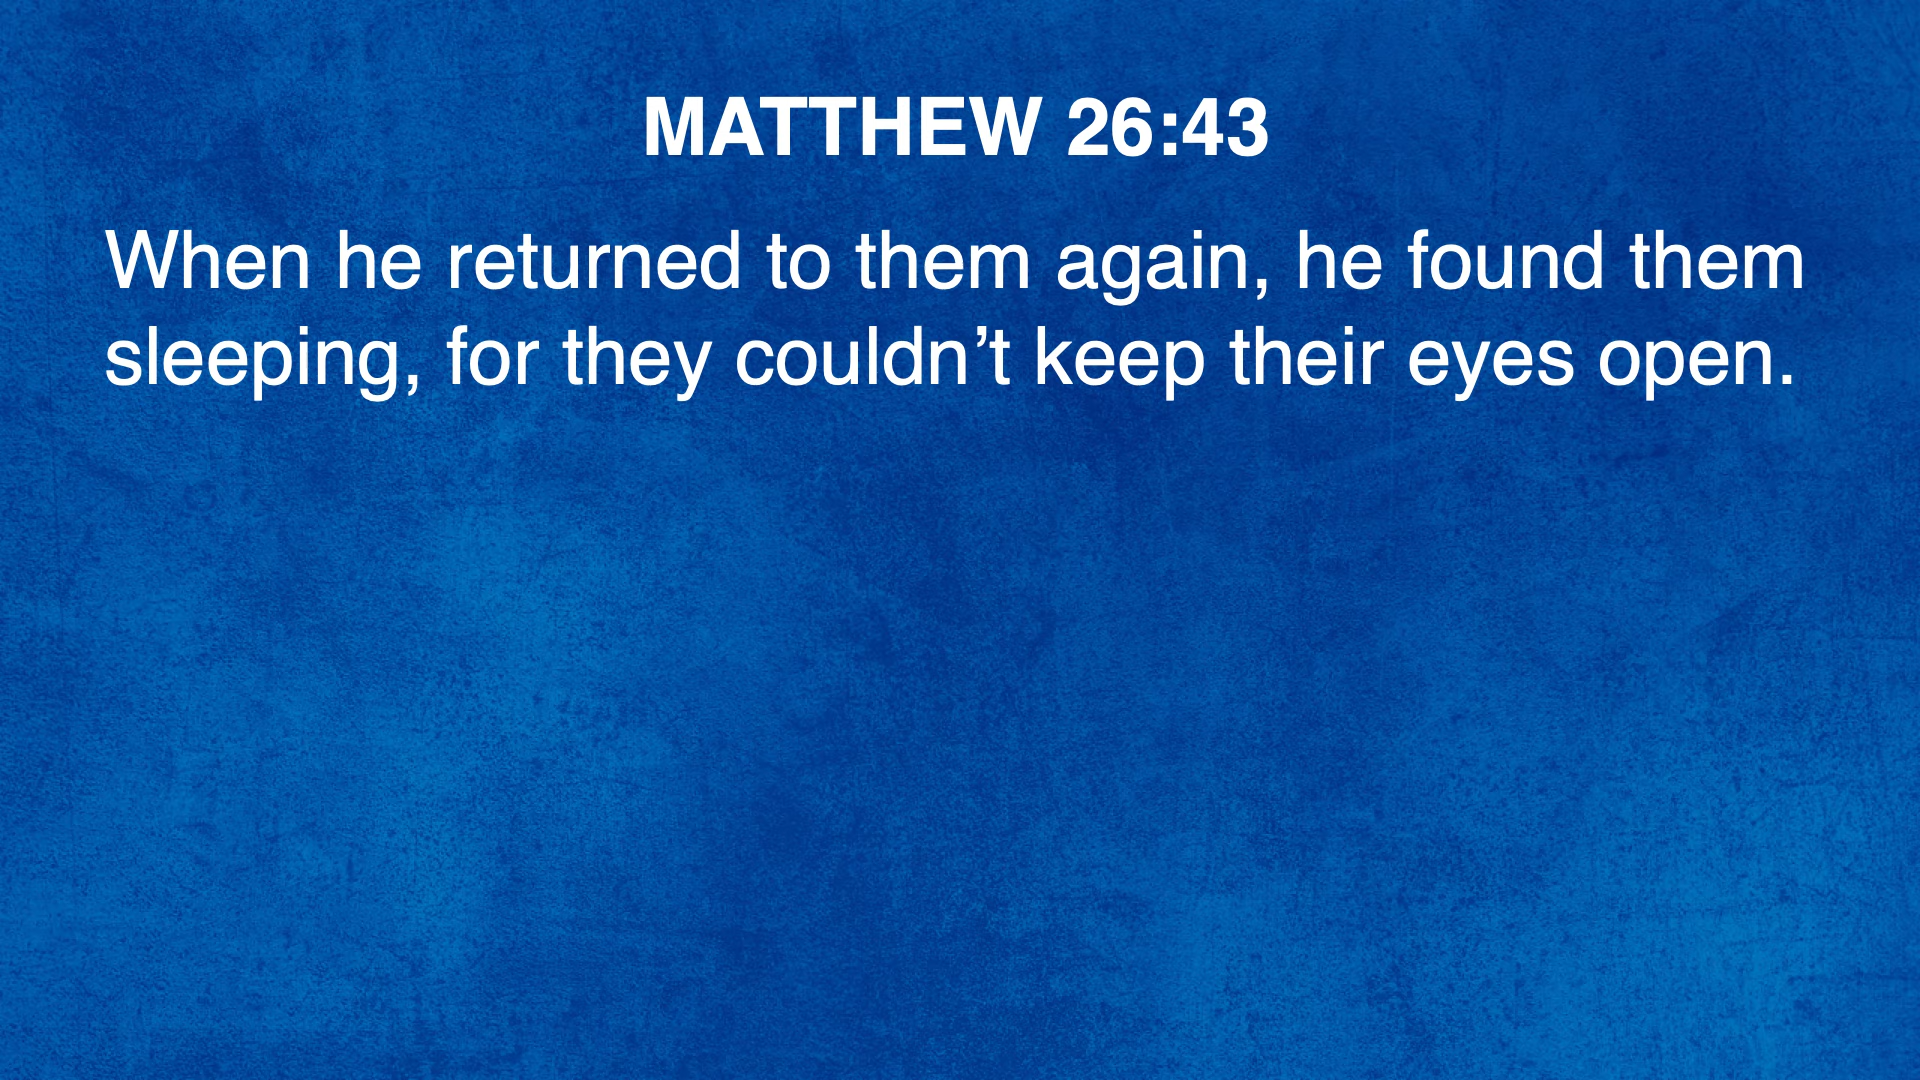 MATTHEW 26:43
When he returned to them again, he found them
sleeping, for they couldn’t keep their eyes open.